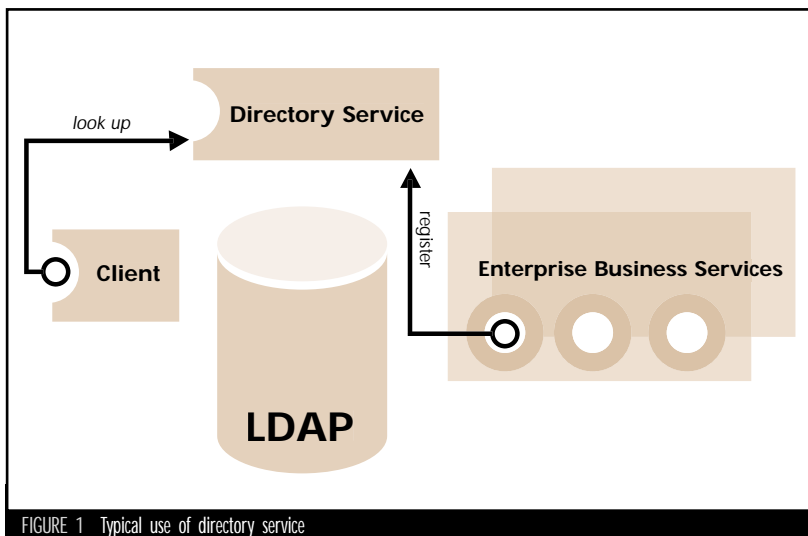 look up
Directory Service
register
Client
Enterprise Business Services
LDAP
FIGURE 1 Typical use of directory service